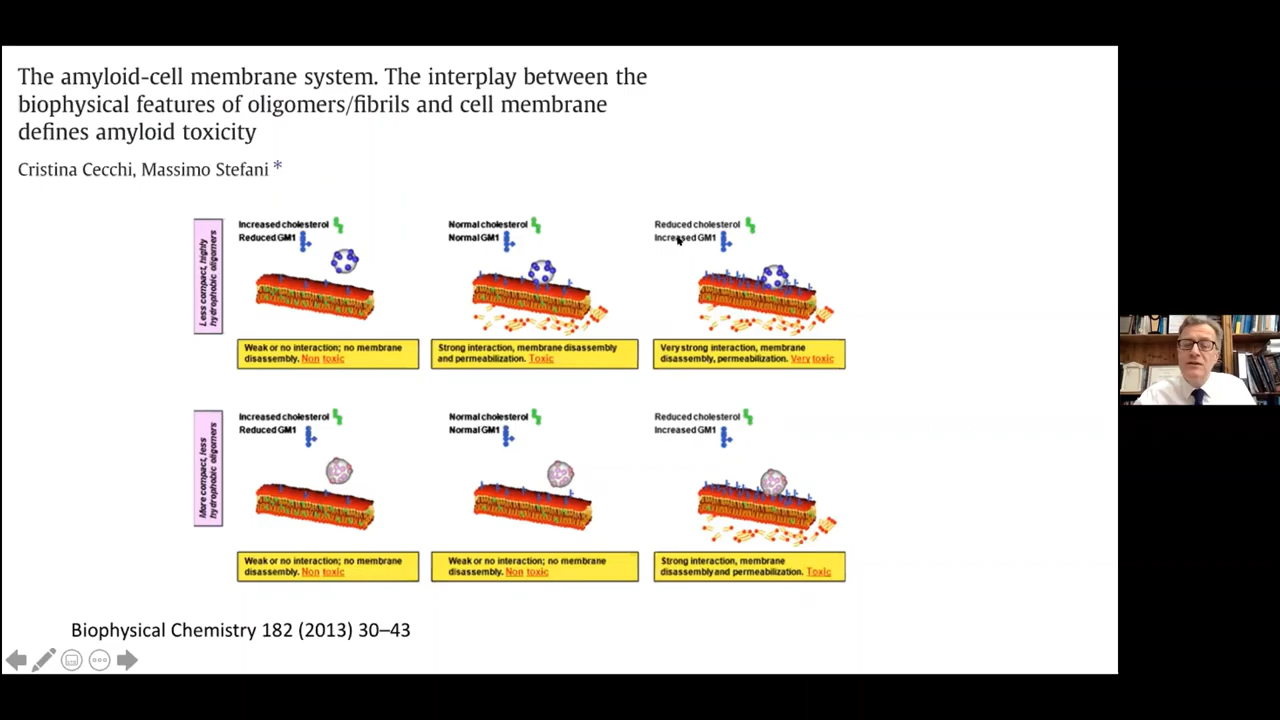 The amyloid-cell membrane system. The interplay between the
biophysical features of oligomers/fibrils and cell membrane
defines amyloid toxicity
Cristina Cecchi, Massimo Stefani *
Less compact, highly
hydrophobic oligomers
Increased cholesterol
Reduced GM1
Weak or no interaction; no membrane
disassembly. Non toxic
Normal cholesterol
Normal GM1
Strong interaction, membrane disassembly
and permeabilization. Toxic
Reduced cholesterol
Increased GM1
Very strong interaction, membrane
disassembly, permeabilization. Very toxic
More compact, less
hydrophobic oligomers
Increased cholesterol
Reduced GM1
Weak or no interaction; no membrane
disassembly. Non toxic
Normal cholesterol
Normal GM1
Weak or no interaction; no membrane
disassembly. Non toxic
Reduced cholesterol
Increased GM1
Strong interaction, membrane
disassembly and permeabilization. Toxic
Biophysical Chemistry 182 (2013) 30–43